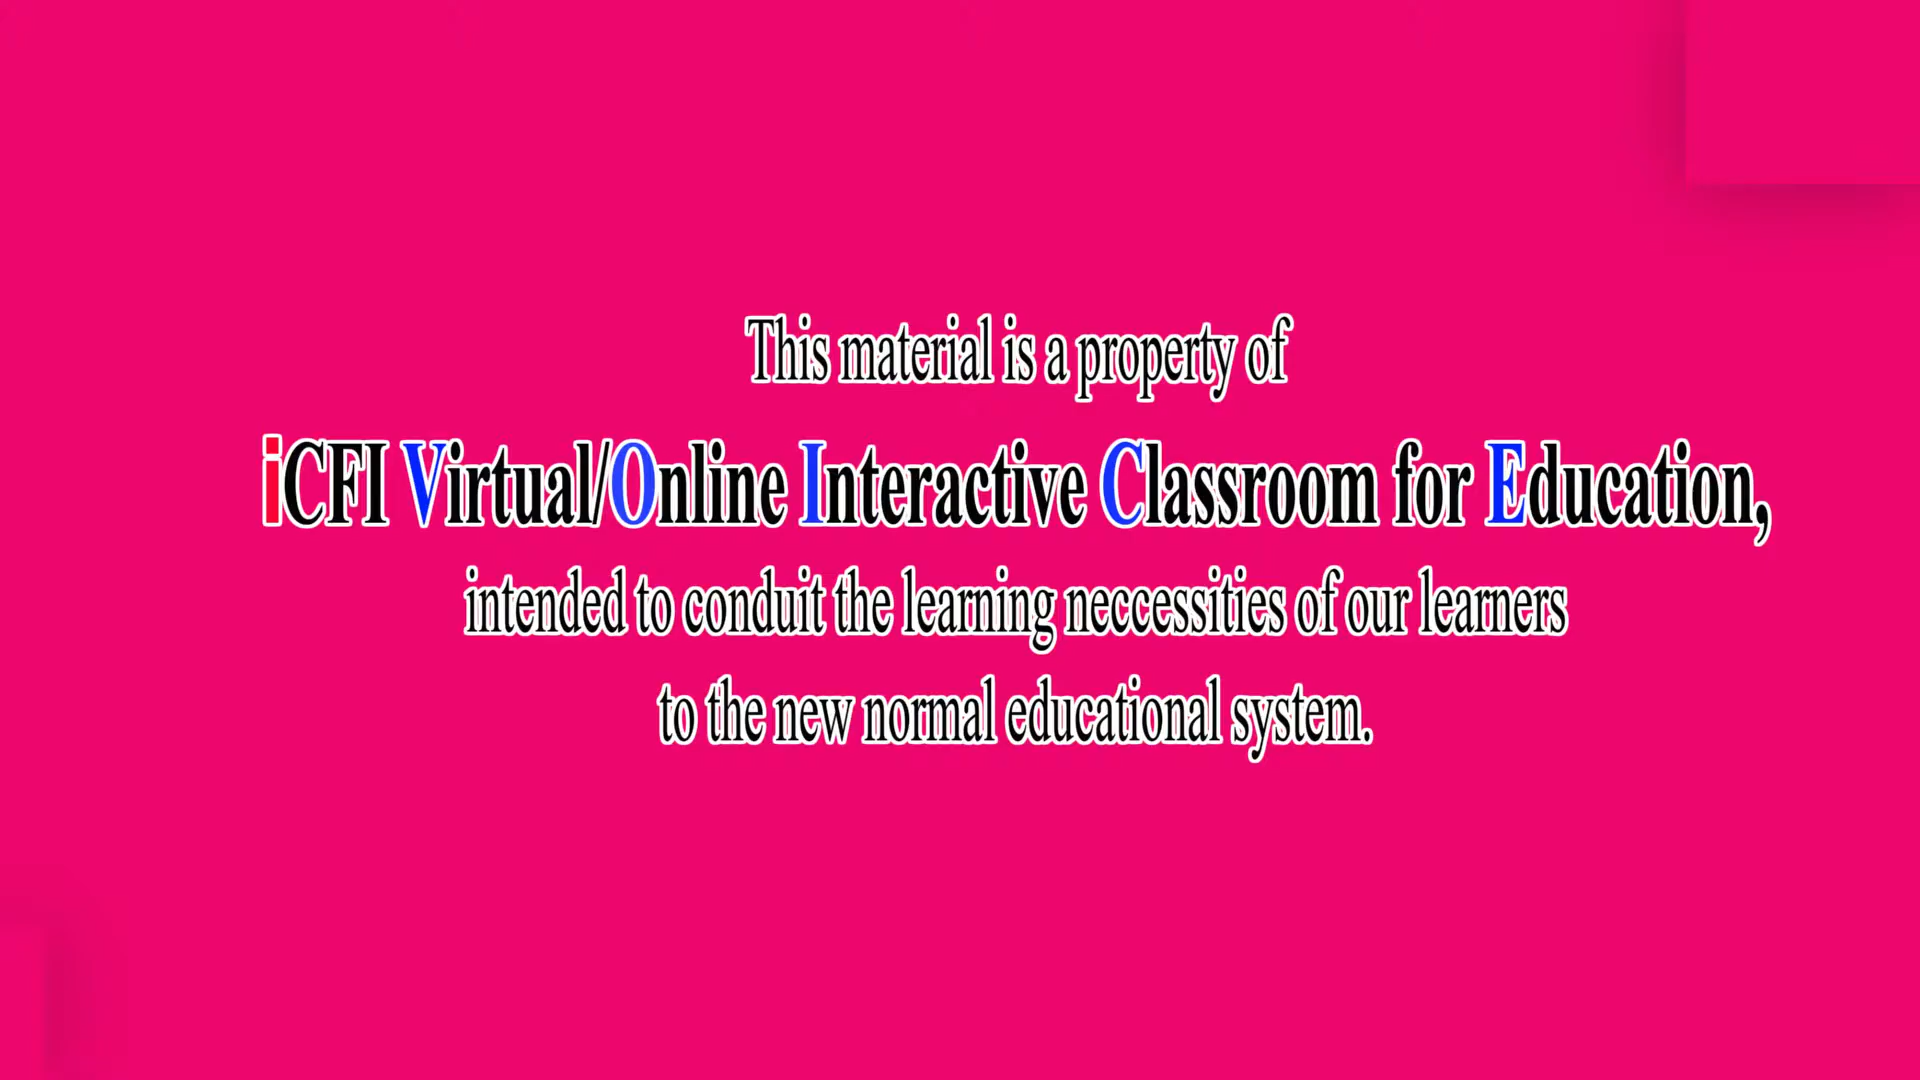 This material is a property of
iCFI Virtual/Online Interactive Classroom for Education,
intended to conduit the learning neccessities of our learners
to the new normal educational system.